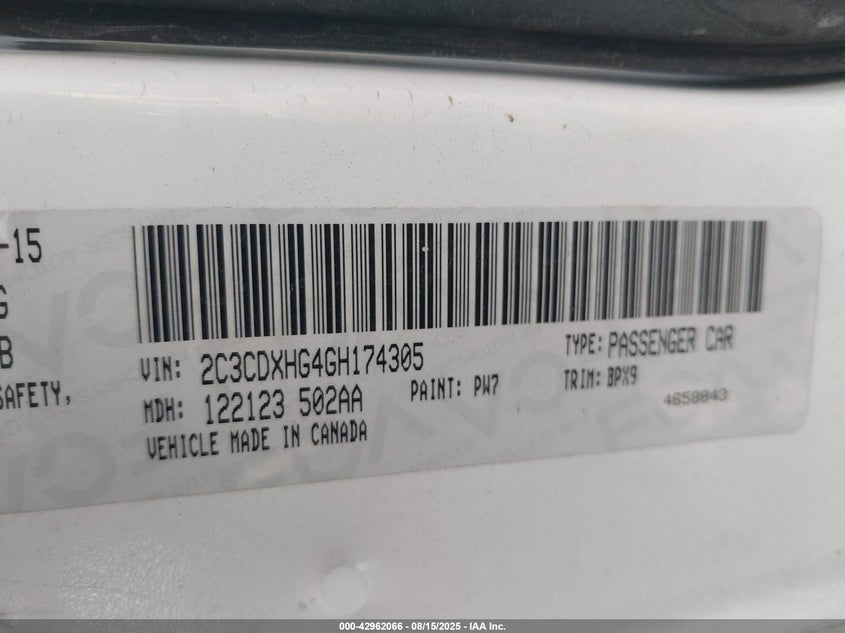 -15
G
B
SAFETY,
VIN: 2C3CDXHG4GH174305
TYPE: PASSENGER CAR
MDH: 122123 502AA
PAINT: PW7
TRIM: BPX9
4658843
VEHICLE MADE IN CANADA
000-42962066 - 08/15/2025 - IAA Inc.